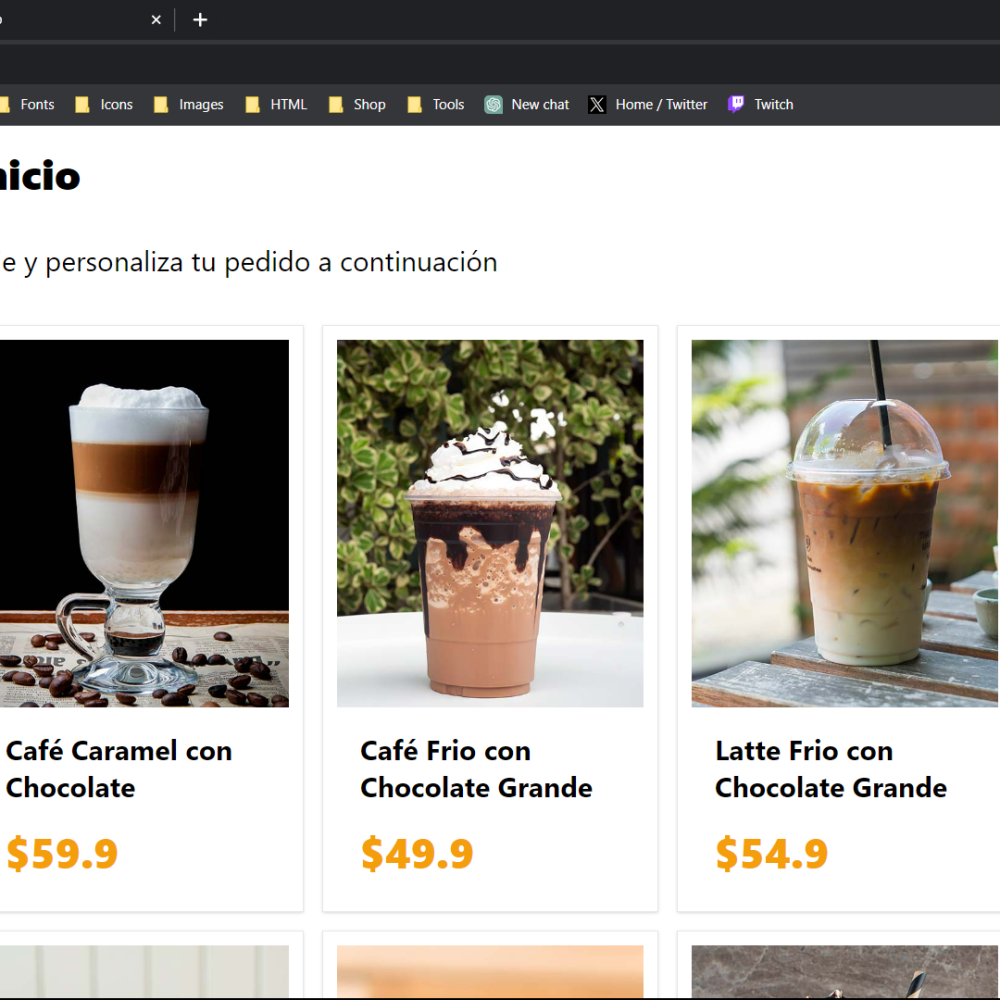 Fonts Icons Images HTML Shop Tools New chat Home / Twitter Twitch
nicio
e y personaliza tu pedido a continuación
Café Caramel con
Chocolate
$59.9
Café Frio con
Chocolate Grande
$49.9
Latte Frio con
Chocolate Grande
$54.9